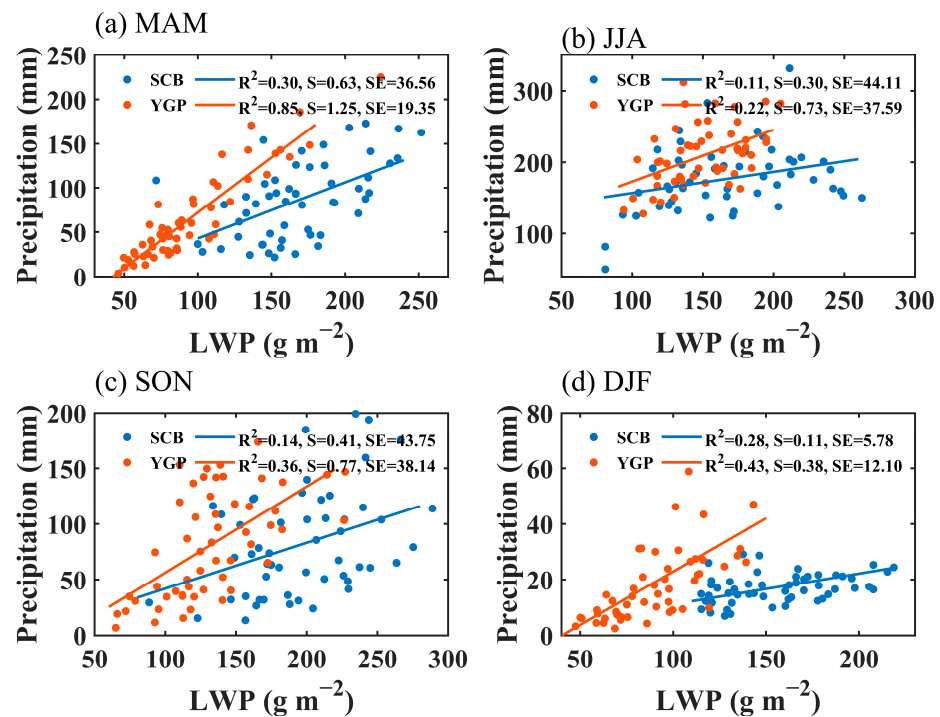 (a) MAM
Precipitation (mm)
250
200
150
100
50
0
SCB R²=0.30, S=0.63, SE=36.56
YGP R²=0.85, S=1.25, SE=19.35
50 100 150 200 250
LWP (g m⁻²)
(b) JJA
Precipitation (mm)
300
200
100
SCB R²=0.11, S=0.30, SE=44.11
YGP R²=0.22, S=0.73, SE=37.59
50 100 150 200 250 300
LWP (g m⁻²)
(c) SON
Precipitation (mm)
200
150
100
50
0
SCB R²=0.14, S=0.41, SE=43.75
YGP R²=0.36, S=0.77, SE=38.14
50 100 150 200 250 300
LWP (g m⁻²)
(d) DJF
Precipitation (mm)
80
60
40
20
0
SCB R²=0.28, S=0.11, SE=5.78
YGP R²=0.43, S=0.38, SE=12.10
50 100 150 200
LWP (g m⁻²)